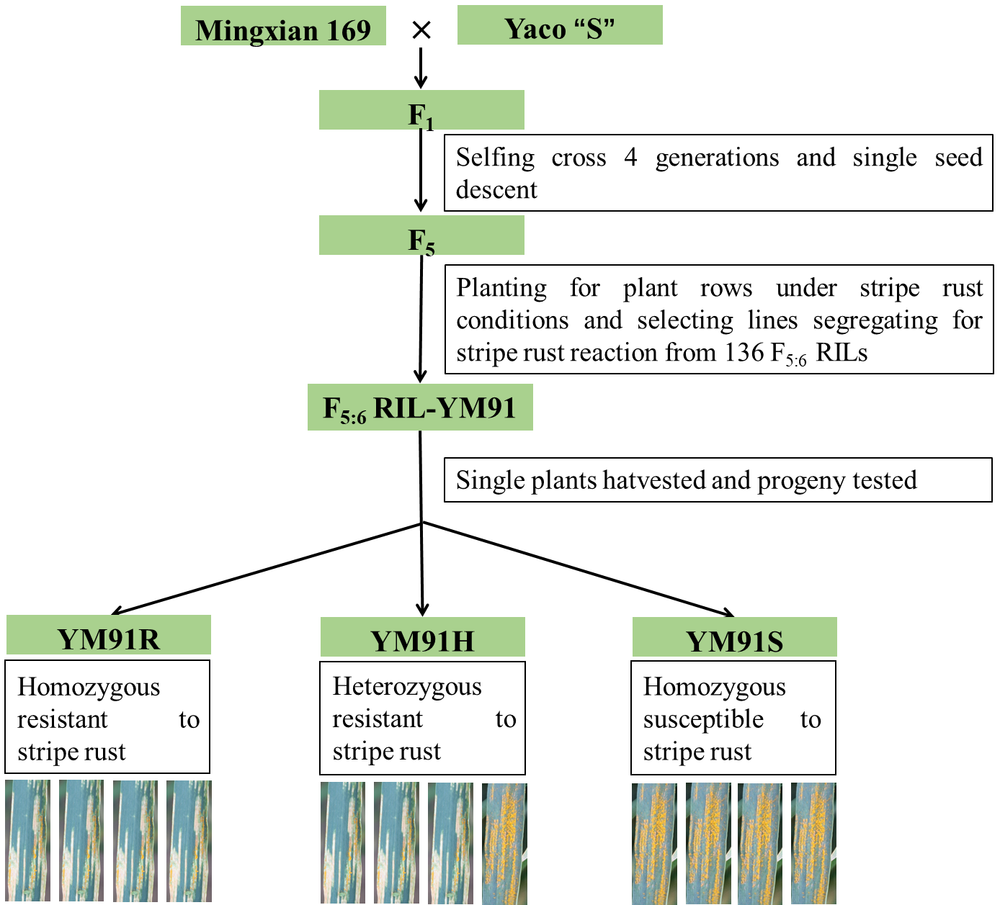 Mingxian 169 × Yaco “S”
F₁
Selfing cross 4 generations and single seed
descent
F₅
Planting for plant rows under stripe rust
conditions and selecting lines segregating for
stripe rust reaction from 136 F₅:₆ RILs
F₅:₆ RIL-YM91
Single plants hatvested and progeny tested
YM91R
Homozygous
resistant to
stripe rust
YM91H
Heterozygous
resistant to
stripe rust
YM91S
Homozygous
susceptible to
stripe rust